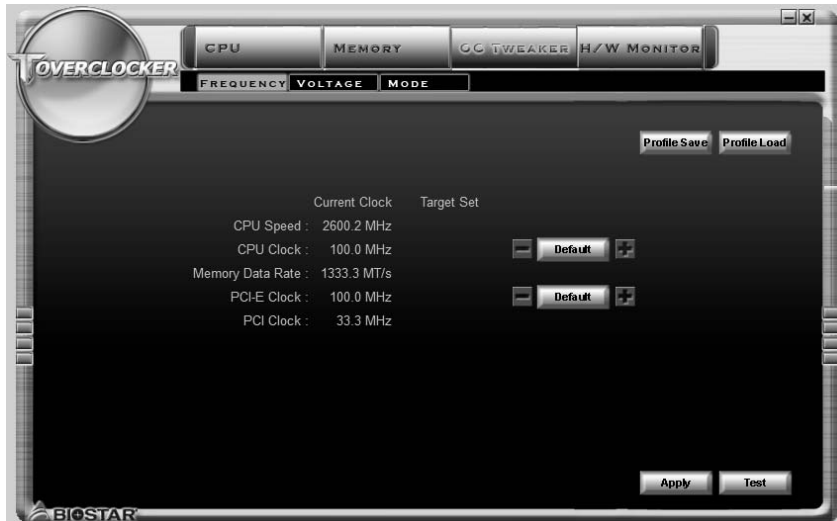 TOVERCLOCKER
CPU MEMORY OC TWEAKER H/W MONITOR
FREQUENCY VOLTAGE MODE
Profile Save Profile Load
Current Clock Target Set
CPU Speed : 2600.2 MHz
CPU Clock : 100.0 MHz Default
Memory Data Rate : 1333.3 MT/s
PCI-E Clock : 100.0 MHz Default
PCI Clock : 33.3 MHz
Apply Test
BIOSTAR